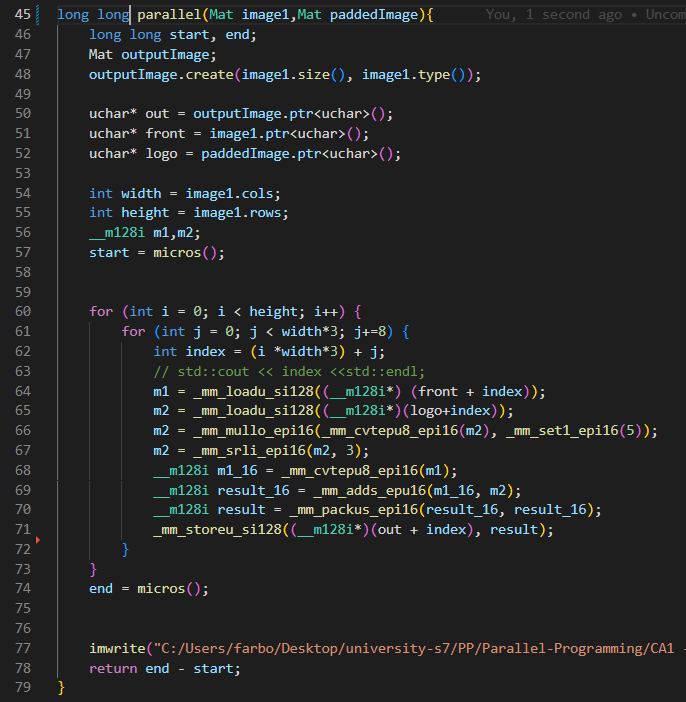 45 long long parallel(Mat image1,Mat paddedImage){ You, 1 second ago • Uncom
46 long long start, end;
47 Mat outputImage;
48 outputImage.create(image1.size(), image1.type());
49
50 uchar* out = outputImage.ptr<uchar>();
51 uchar* front = image1.ptr<uchar>();
52 uchar* logo = paddedImage.ptr<uchar>();
53
54 int width = image1.cols;
55 int height = image1.rows;
56 __m128i m1,m2;
57 start = micros();
58
59
60 for (int i = 0; i < height; i++) {
61 for (int j = 0; j < width*3; j+=8) {
62 int index = (i *width*3) + j;
63 // std::cout << index <<std::endl;
64 m1 = _mm_loadu_si128((__m128i*) (front + index));
65 m2 = _mm_loadu_si128((__m128i*)(logo+index));
66 m2 = _mm_mullo_epi16(_mm_cvtepu8_epi16(m2), _mm_set1_epi16(5));
67 m2 = _mm_srli_epi16(m2, 3);
68 __m128i m1_16 = _mm_cvtepu8_epi16(m1);
69 __m128i result_16 = _mm_adds_epu16(m1_16, m2);
70 __m128i result = _mm_packus_epi16(result_16, result_16);
71 _mm_storeu_si128((__m128i*)(out + index), result);
72 }
73 }
74 end = micros();
75
76
77 imwrite("C:/Users/farbo/Desktop/university-s7/PP/Parallel-Programming/CA1 -
78 return end - start;
79 }